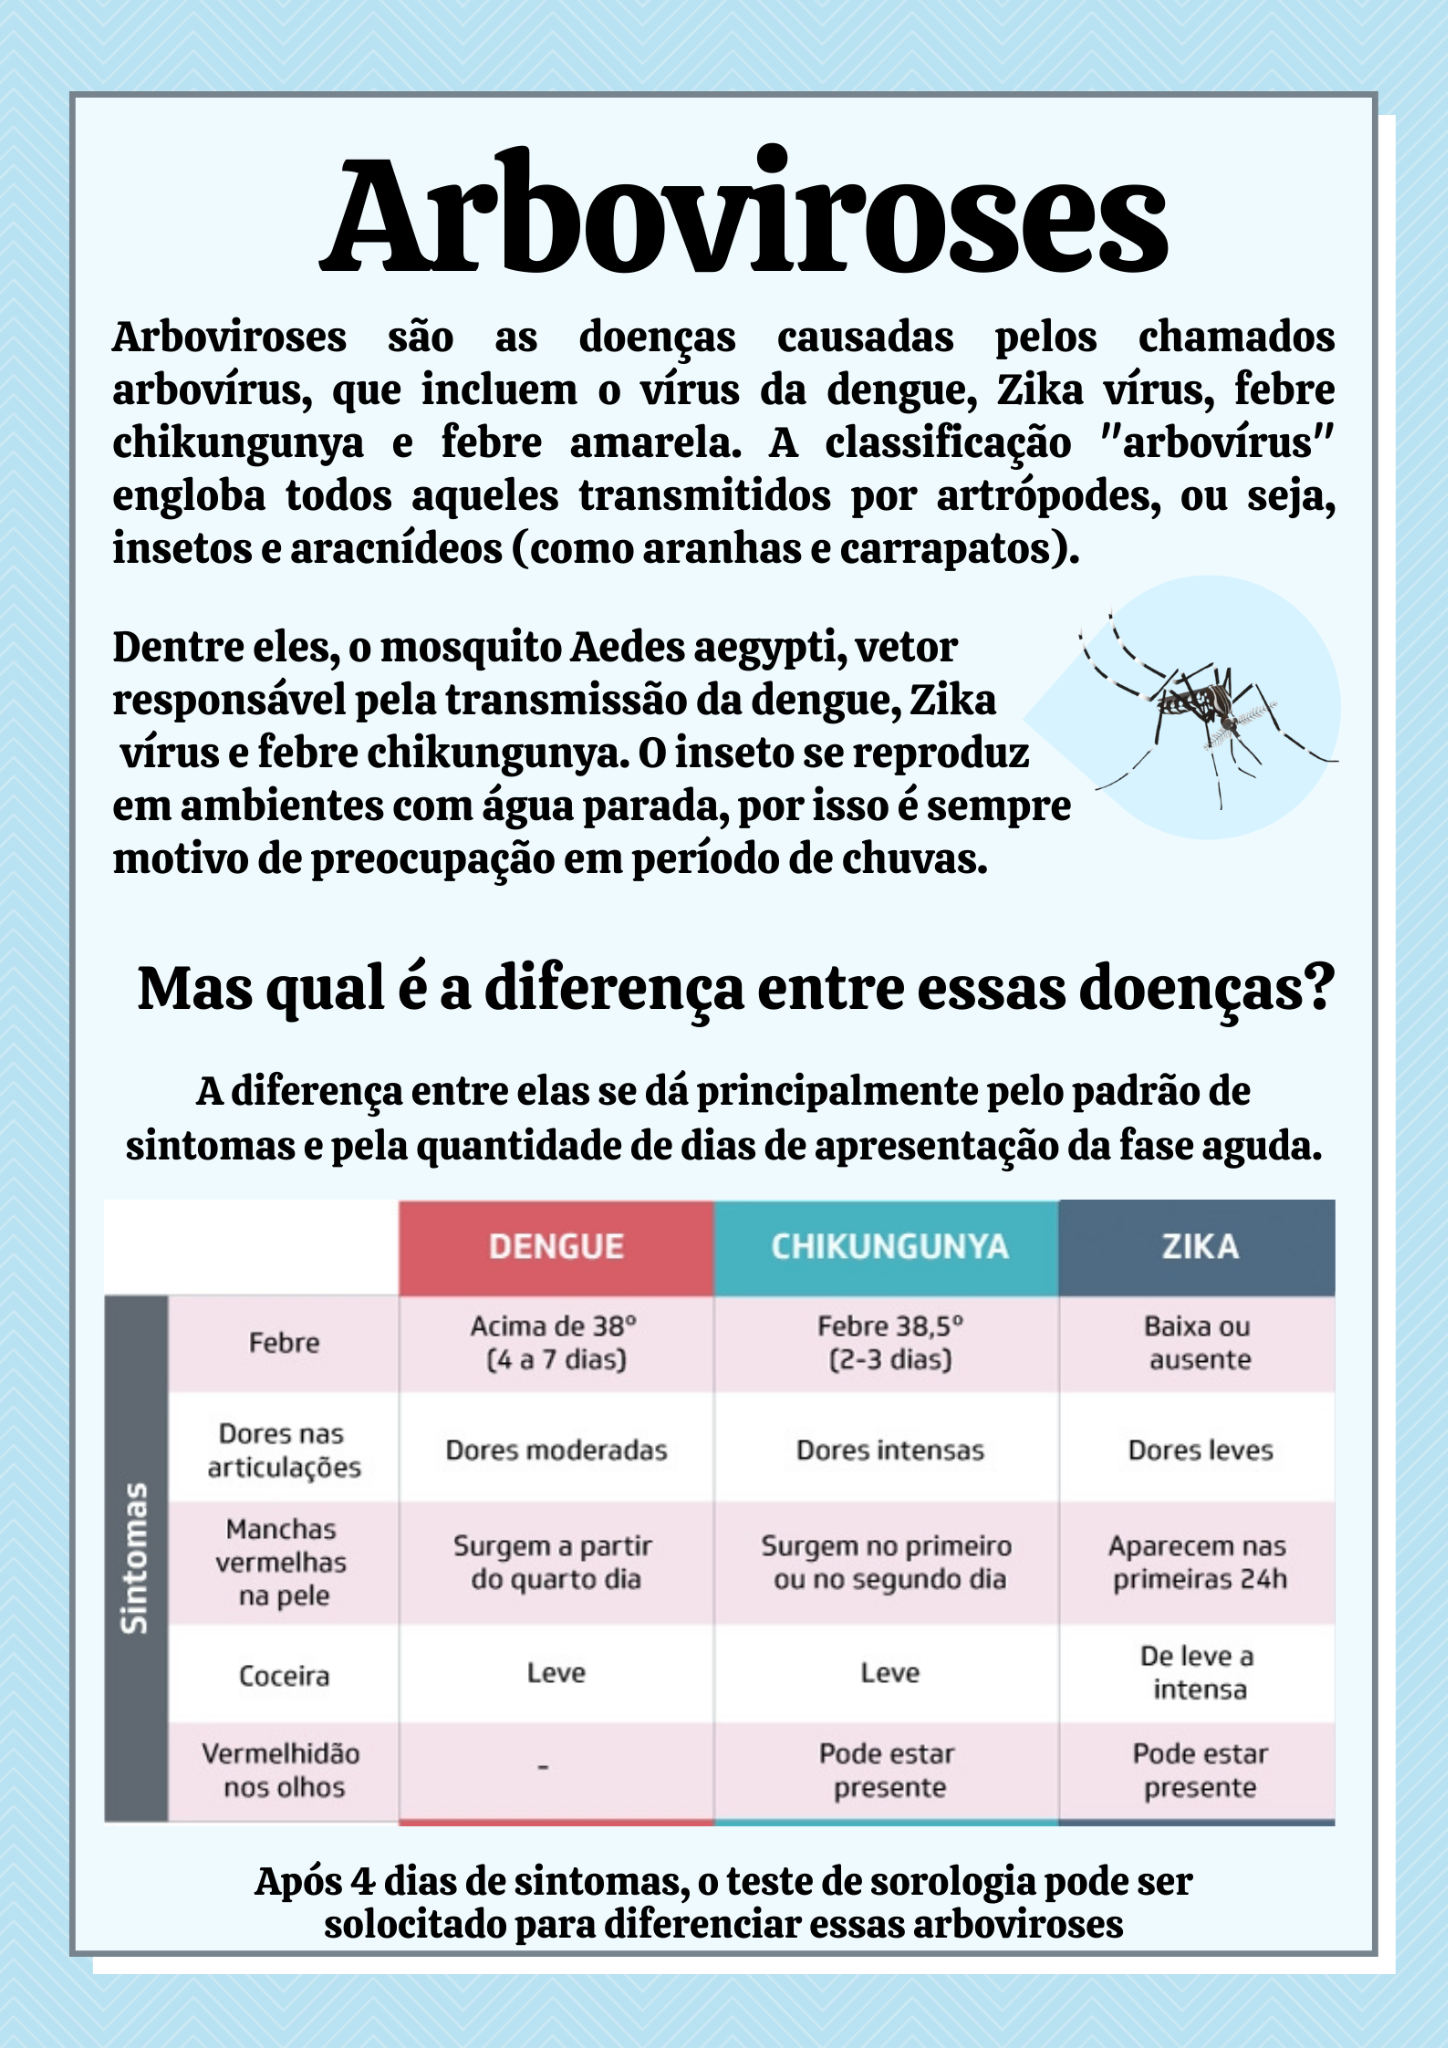 Arboviroses
Arboviroses são as doenças causadas pelos chamados
arbovírus, que incluem o vírus da dengue, Zika vírus, febre
chikungunya e febre amarela. A classificação "arbovírus"
engloba todos aqueles transmitidos por artrópodes, ou seja,
insetos e aracnídeos (como aranhas e carrapatos).
Dentre eles, o mosquito Aedes aegypti, vetor
responsável pela transmissão da dengue, Zika
vírus e febre chikungunya. O inseto se reproduz
em ambientes com água parada, por isso é sempre
motivo de preocupação em período de chuvas.
Mas qual é a diferença entre essas doenças?
A diferença entre elas se dá principalmente pelo padrão de
sintomas e pela quantidade de dias de apresentação da fase aguda.
DENGUE CHIKUNGUNYA ZIKA
Sintomas
Febre
Acima de 38º
(4 a 7 dias)
Febre 38,5º
(2-3 dias)
Baixa ou
ausente
Dores nas
articulações
Dores moderadas
Dores intensas
Dores leves
Manchas
vermelhas
na pele
Surgem a partir
do quarto dia
Surgem no primeiro
ou no segundo dia
Aparecem nas
primeiras 24h
Coceira
Leve
Leve
De leve a
intensa
Vermelhidão
nos olhos
-
Pode estar
presente
Pode estar
presente
Após 4 dias de sintomas, o teste de sorologia pode ser
solocitado para diferenciar essas arboviroses